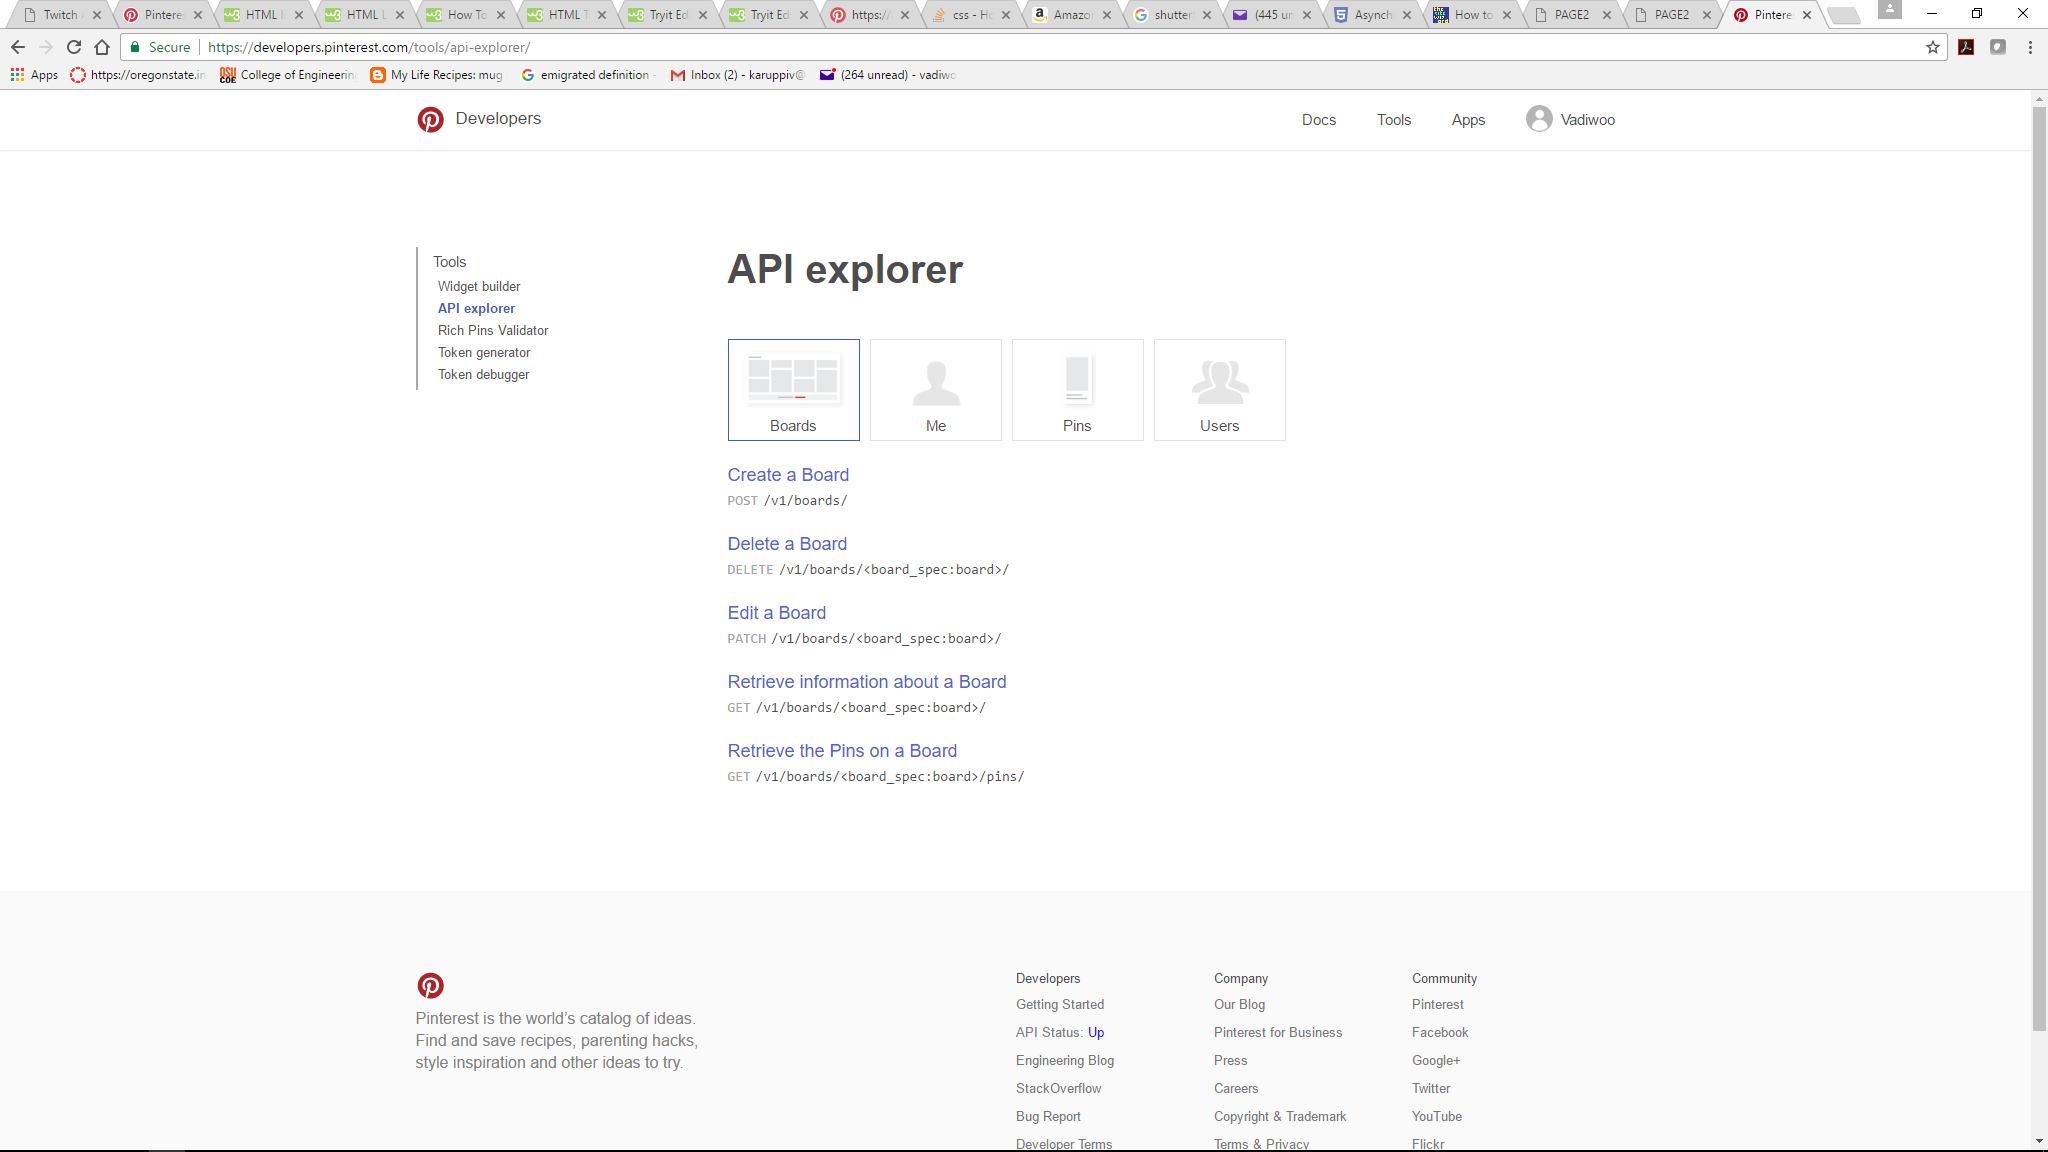 Twitch
Pinteres
HTML
HTML L
How To
HTML T
Tryit Ed
Tryit Ed
https:/
css - Ho
Amazon
shutter
(445 un
Asynch
How to
PAGE2
PAGE2
Pinteres
Secure https://developers.pinterest.com/tools/api-explorer/
Apps https://oregonstate.in College of Engineerin My Life Recipes: mug emigrated definition - Inbox (2) - karuppiv@ (264 unread) - vadiwo
Developers
Docs Tools Apps Vadiwoo
Tools
Widget builder
API explorer
Rich Pins Validator
Token generator
Token debugger
API explorer
Boards Me Pins Users
Create a Board
POST /v1/boards/
Delete a Board
DELETE /v1/boards/<board_spec:board>/
Edit a Board
PATCH /v1/boards/<board_spec:board>/
Retrieve information about a Board
GET /v1/boards/<board_spec:board>/
Retrieve the Pins on a Board
GET /v1/boards/<board_spec:board>/pins/
Pinterest is the world's catalog of ideas.
Find and save recipes, parenting hacks,
style inspiration and other ideas to try.
Developers
Getting Started
API Status: Up
Engineering Blog
StackOverflow
Bug Report
Developer Terms
Company
Our Blog
Pinterest for Business
Press
Careers
Copyright & Trademark
Terms & Privacy
Community
Pinterest
Facebook
Google+
Twitter
YouTube
Flickr